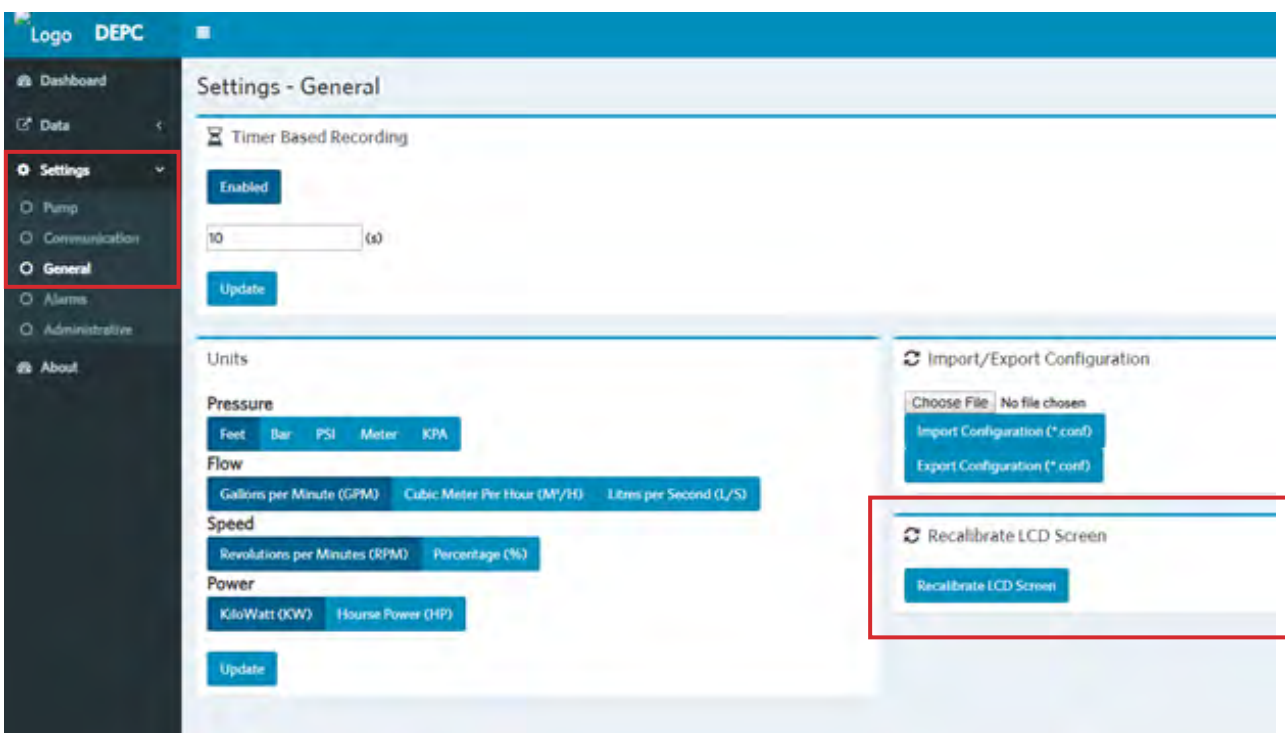 Logo DEPC
Dashboard
Data
Settings
Pump
Communication
General
Alarms
Administrative
About
Settings - General
Timer Based Recording
Enabled
10 (s)
Update
Units
Pressure
Feet Bar PSI Meter KPA
Flow
Gallons per Minute (GPM) Cubic Meter Per Hour (M³/H) Litres per Second (L/S)
Speed
Revolutions per Minutes (RPM) Percentage (%)
Power
KiloWatt (KW) Hourse Power (HP)
Update
Import/Export Configuration
Choose File No file chosen
Import Configuration (*.conf)
Export Configuration (*.conf)
Recalibrate LCD Screen
Recalibrate LCD Screen